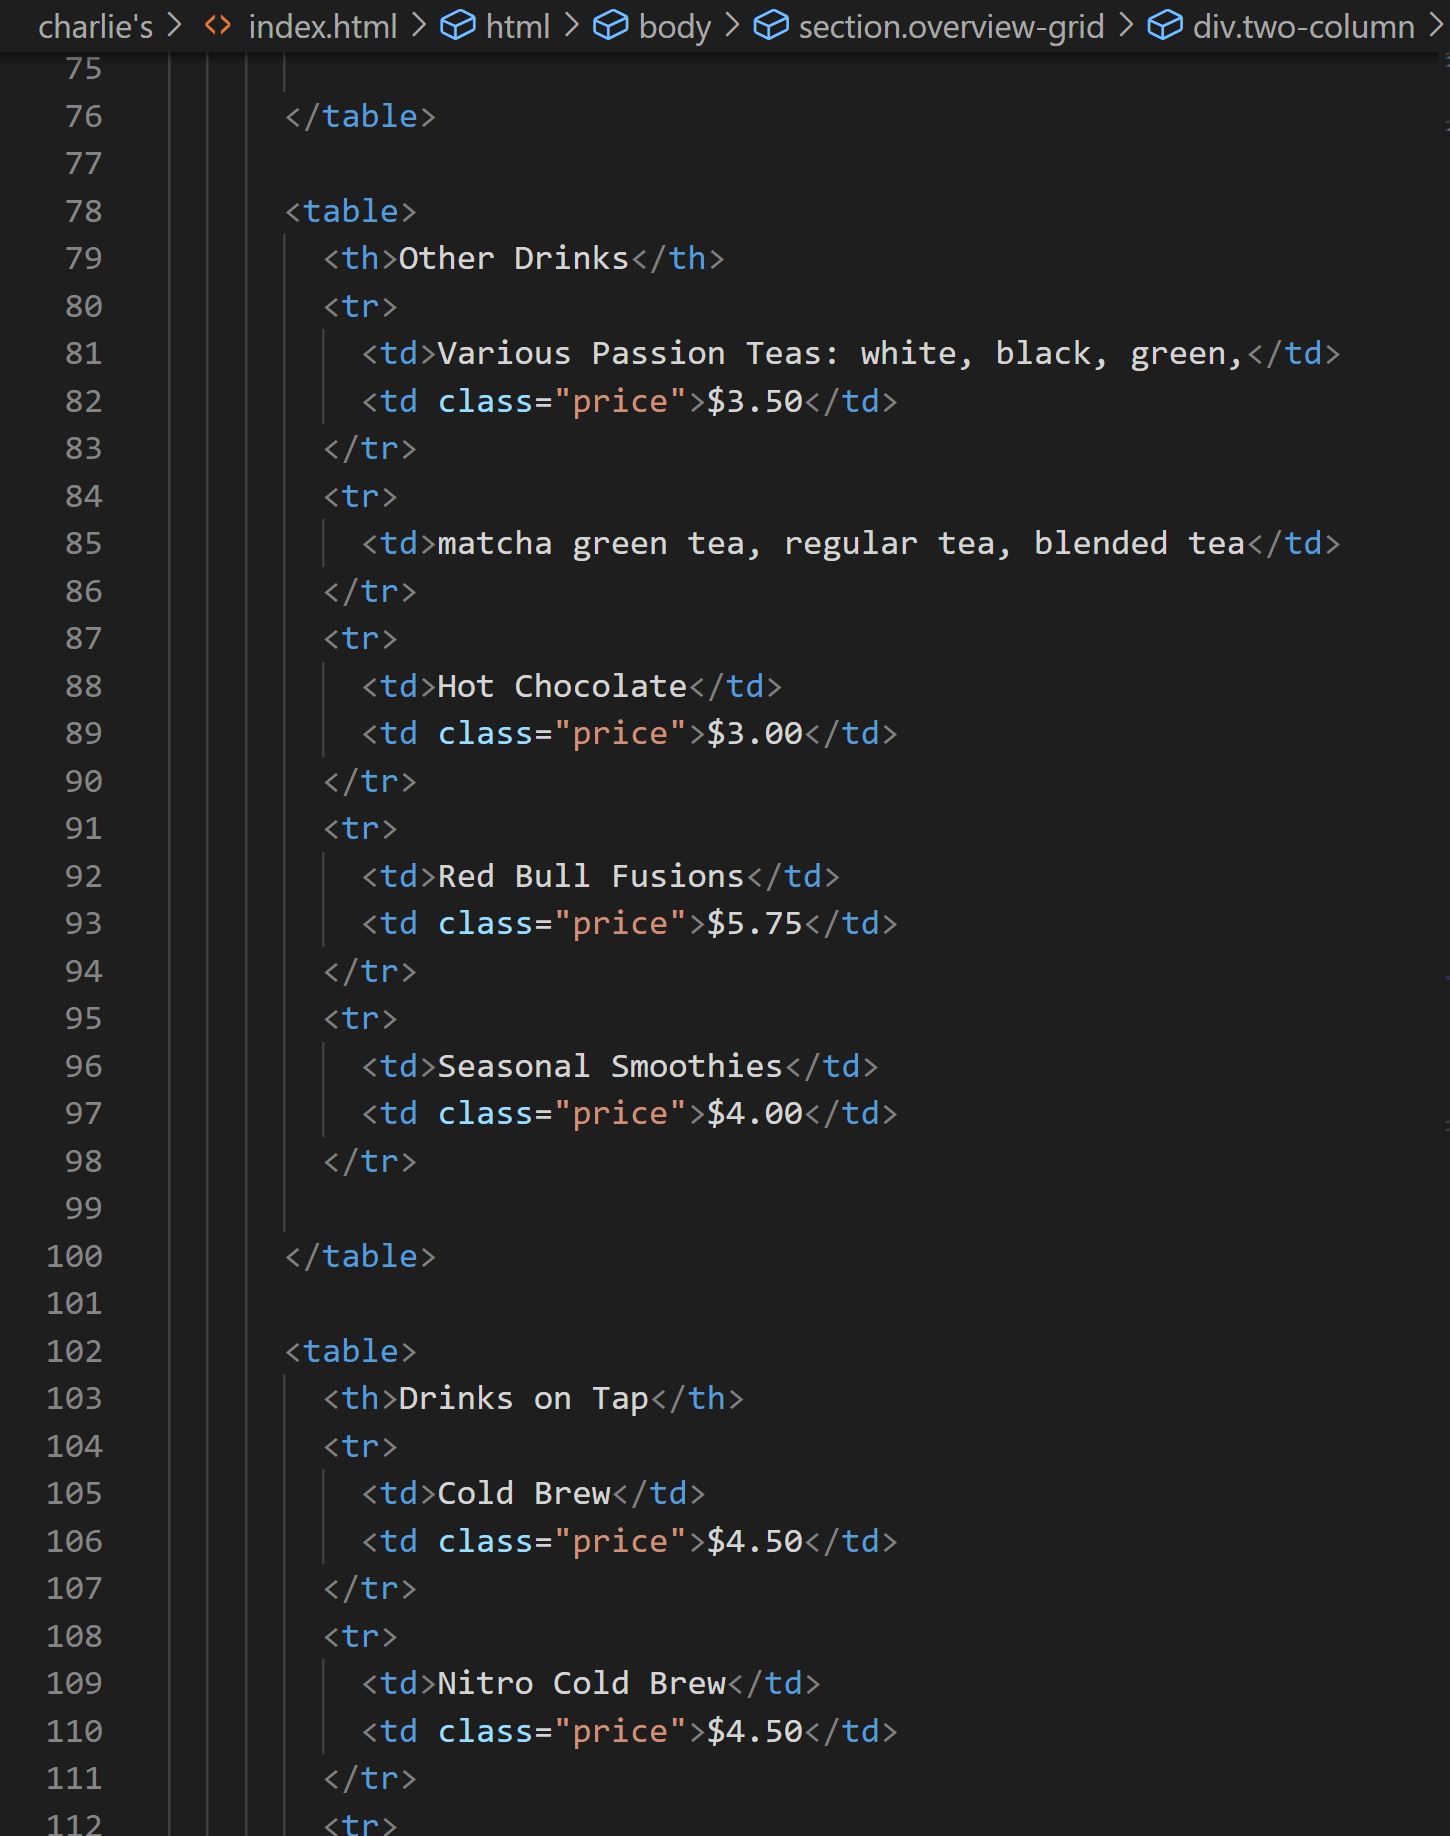 charlie's > <> index.html > html > body > section.overview-grid > div.two-column >
75
76 </table>
77
78 <table>
79 <th>Other Drinks</th>
80 <tr>
81 <td>Various Passion Teas: white, black, green,</td>
82 <td class="price">$3.50</td>
83 </tr>
84 <tr>
85 <td>matcha green tea, regular tea, blended tea</td>
86 </tr>
87 <tr>
88 <td>Hot Chocolate</td>
89 <td class="price">$3.00</td>
90 </tr>
91 <tr>
92 <td>Red Bull Fusions</td>
93 <td class="price">$5.75</td>
94 </tr>
95 <tr>
96 <td>Seasonal Smoothies</td>
97 <td class="price">$4.00</td>
98 </tr>
99
100 </table>
101
102 <table>
103 <th>Drinks on Tap</th>
104 <tr>
105 <td>Cold Brew</td>
106 <td class="price">$4.50</td>
107 </tr>
108 <tr>
109 <td>Nitro Cold Brew</td>
110 <td class="price">$4.50</td>
111 </tr>
112 <tr>